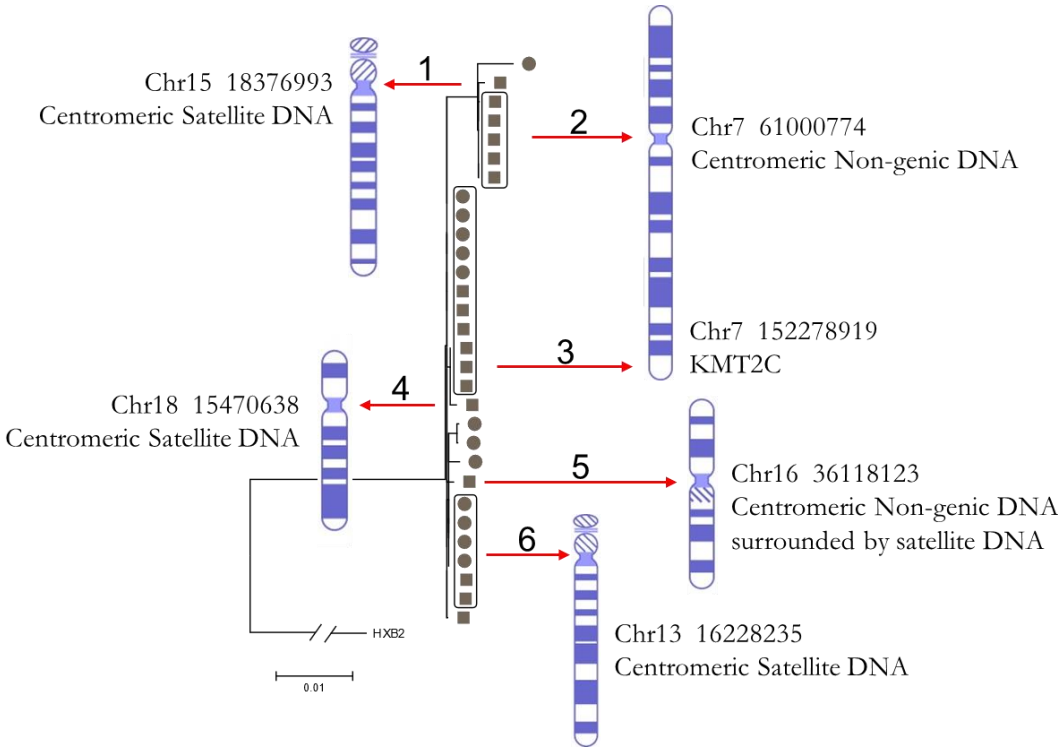 1
Chr15 18376993
Centromeric Satellite DNA
2
Chr7 61000774
Centromeric Non-genic DNA
3
Chr7 152278919
KMT2C
4
Chr18 15470638
Centromeric Satellite DNA
5
Chr16 36118123
Centromeric Non-genic DNA
surrounded by satellite DNA
6
Chr13 16228235
Centromeric Satellite DNA
HXB2
0.01